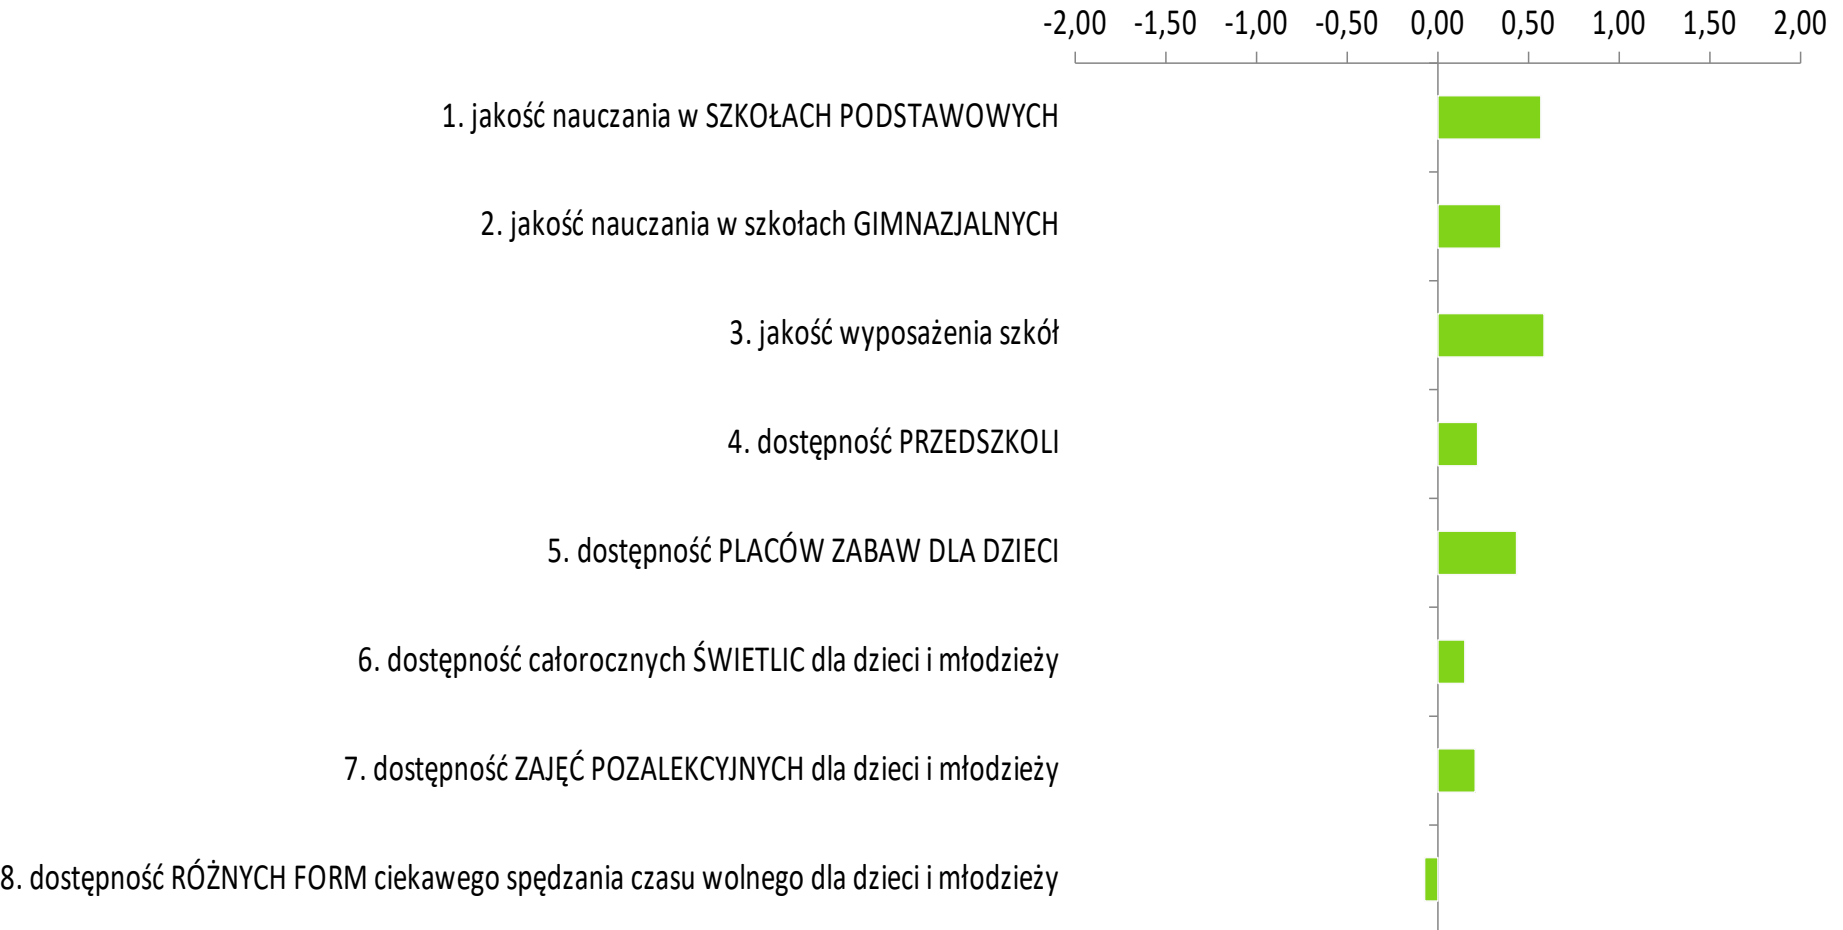 -2,00 -1,50 -1,00 -0,50 0,00 0,50 1,00 1,50 2,00
1. jakość nauczania w SZKOŁACH PODSTAWOWYCH
2. jakość nauczania w szkołach GIMNAZJALNYCH
3. jakość wyposażenia szkół
4. dostępność PRZEDSZKOLI
5. dostępność PLACÓW ZABAW DLA DZIECI
6. dostępność całorocznych ŚWIETLIC dla dzieci i młodzieży
7. dostępność ZAJĘĆ POZALEKCYJNYCH dla dzieci i młodzieży
8. dostępność RÓŻNYCH FORM ciekawego spędzania czasu wolnego dla dzieci i młodzieży